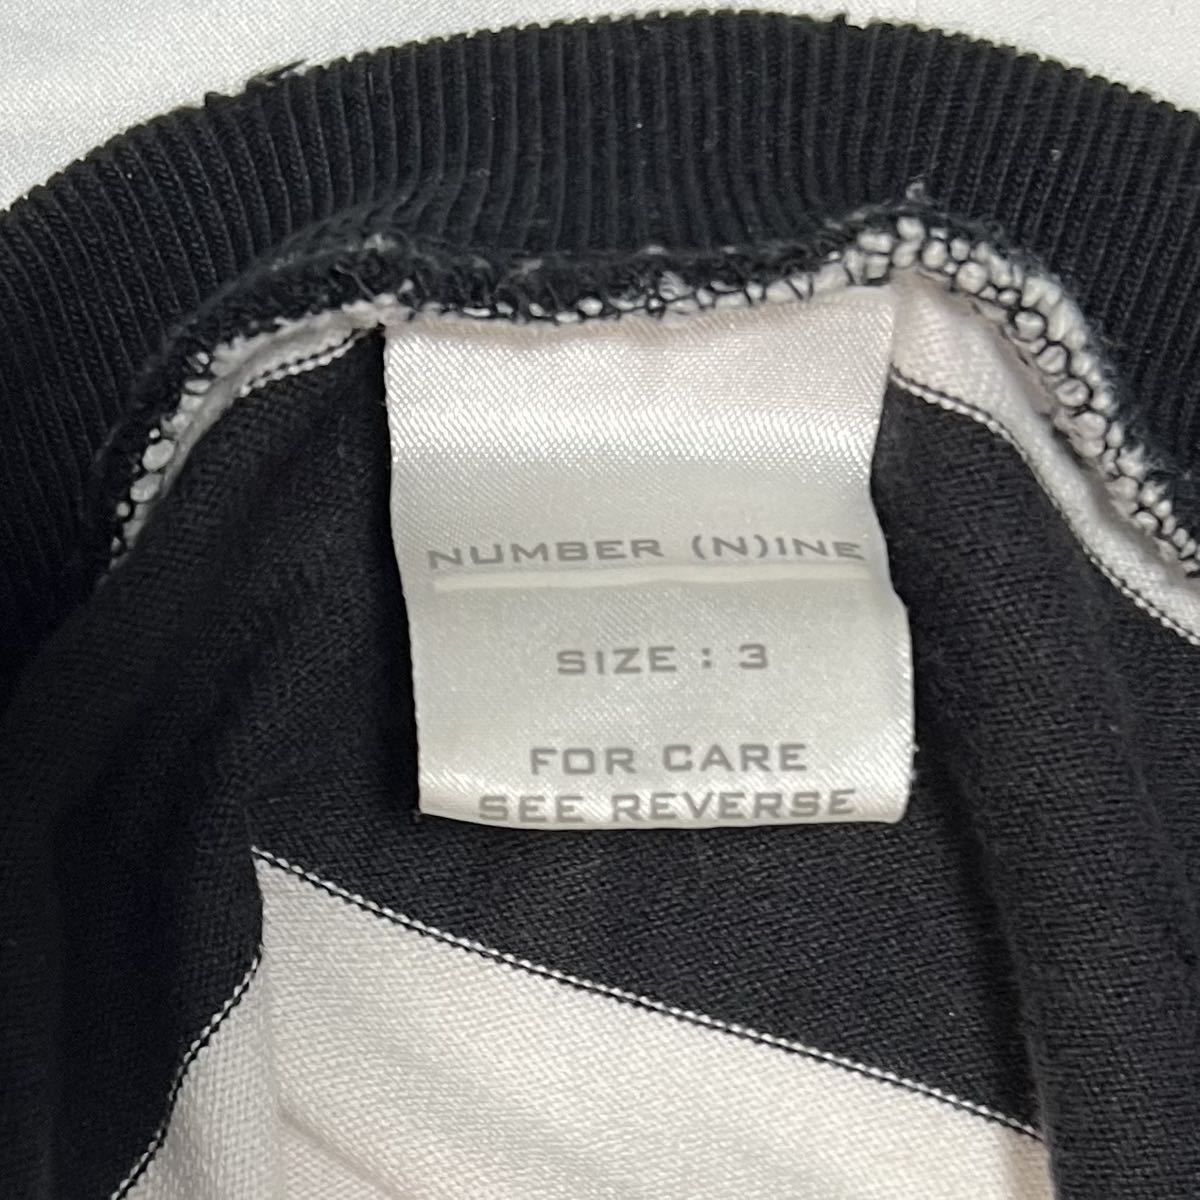 NUMBER (N)INE
SIZE : 3
FOR CARE
SEE REVERSE